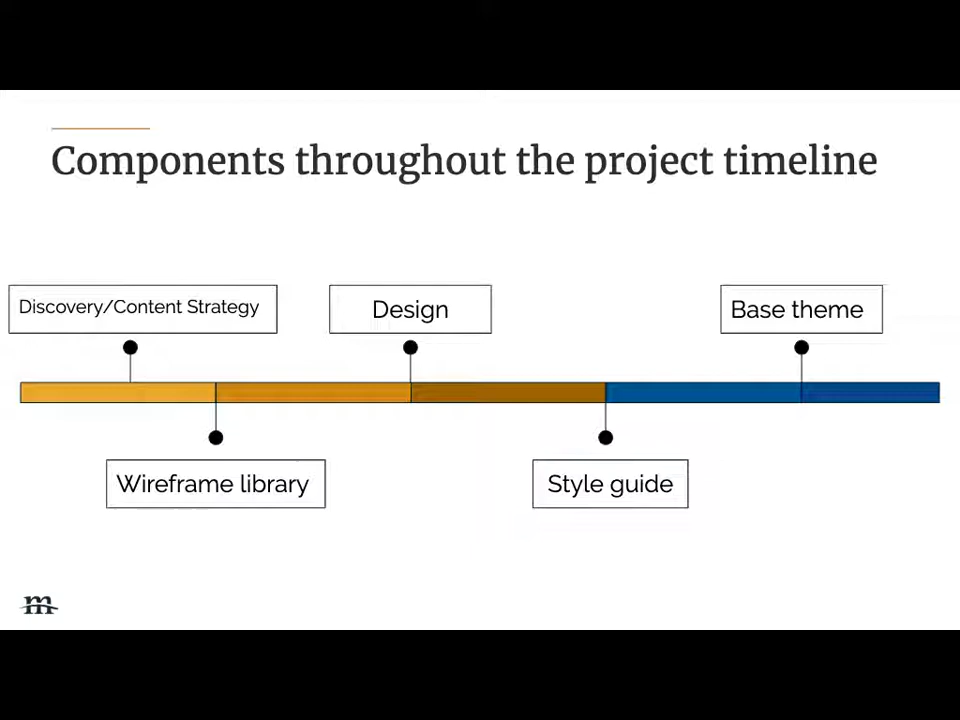 Components throughout the project timeline
Discovery/Content Strategy
Design
Base theme
Wireframe library
Style guide
m